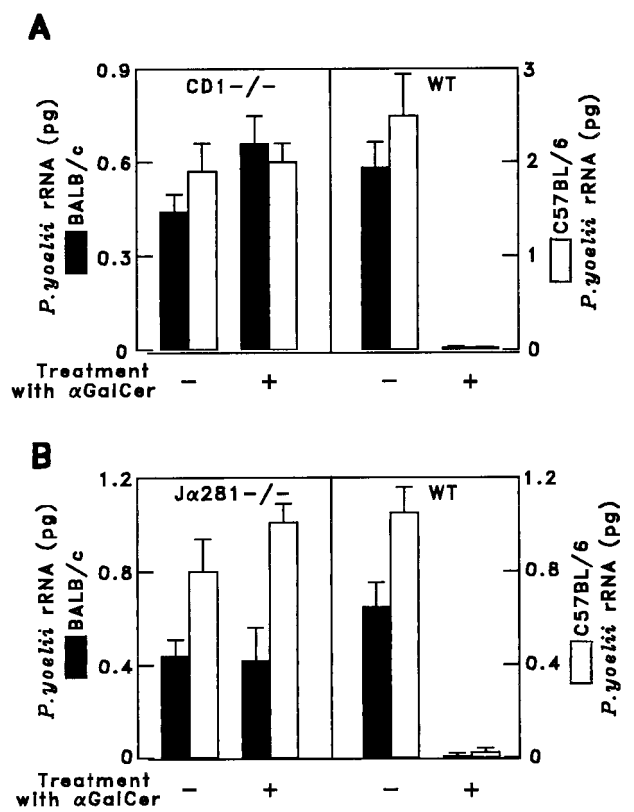 A
CD1-/-
WT
0.9
0.6
0.3
0
P.yoelii rRNA (pg)
BALB/c
3
2
1
0
C57BL/6
P.yoelii rRNA (pg)
Treatment
with αGalCer
- + - +
B
Jα281-/-
WT
1.2
0.8
0.4
0
P.yoelii rRNA (pg)
BALB/c
1.2
0.8
0.4
0
C57BL/6
P.yoelii rRNA (pg)
Treatment
with αGalCer
- + - +